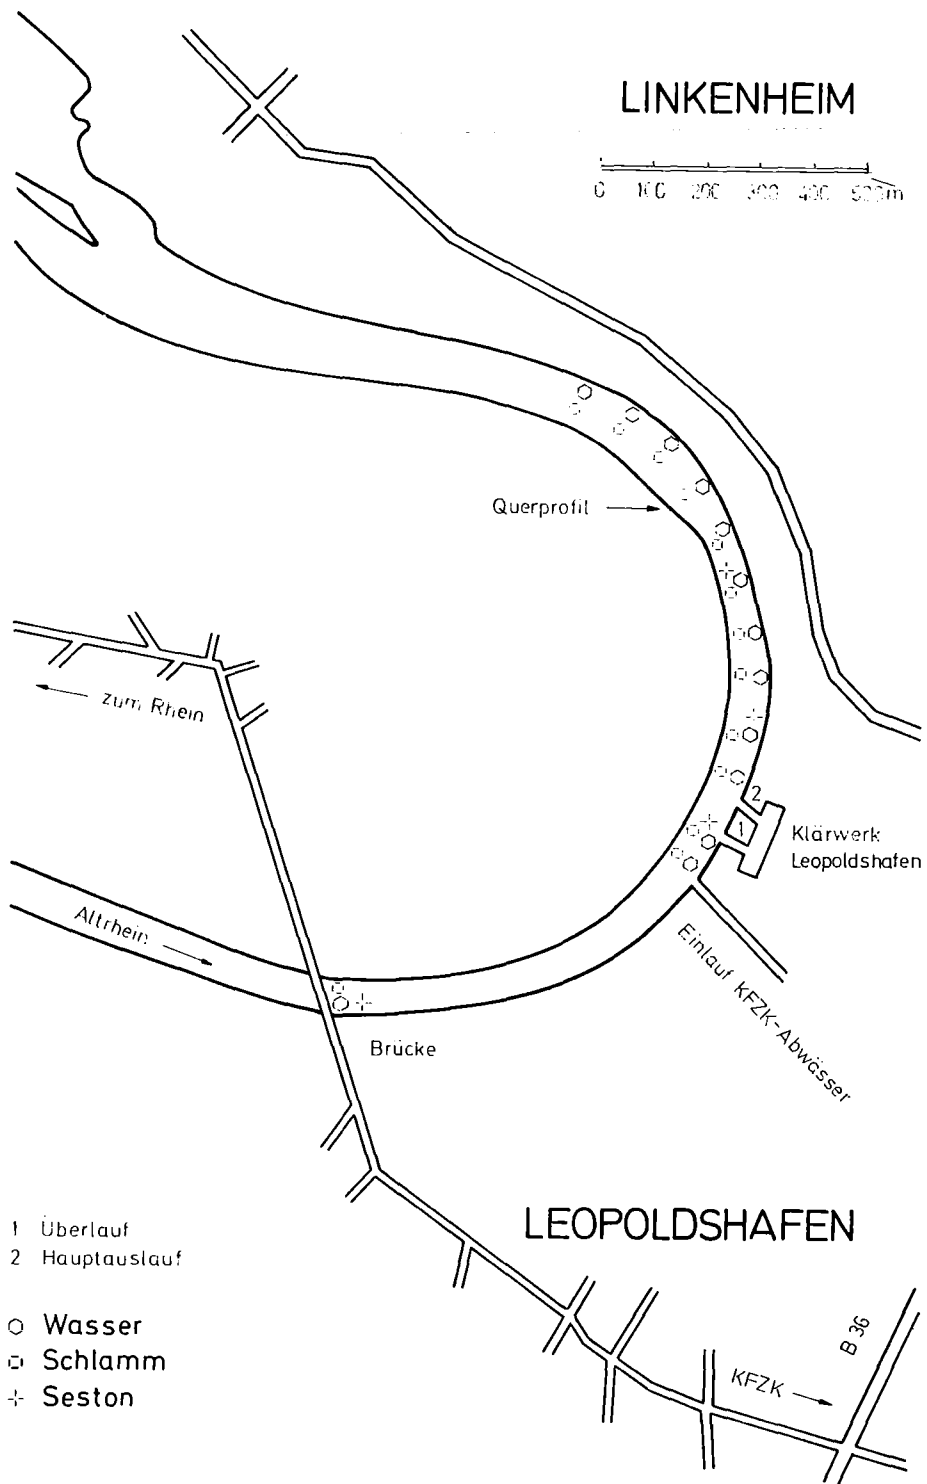 LINKENHEIM
0 100 200 300 400 500m
Querprofil
zum Rhein
2
1
Klärwerk
Leopoldshafen
Altrhein
Einlauf KFZK-Abwässer
Brücke
LEOPOLDSHAFEN
1 Überlauf
2 Hauptauslauf
Wasser
Schlamm
Seston
B 36
KFZK